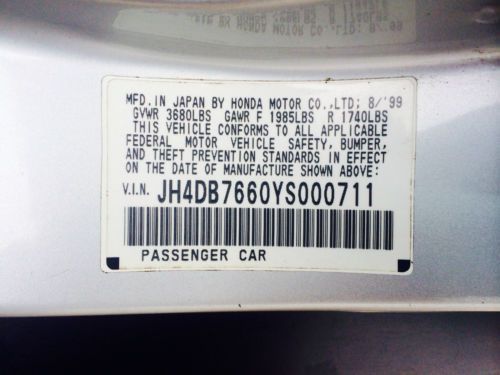 MFD. IN JAPAN BY HONDA MOTOR CO., LTD; 8/'99
GVWR 3680LBS GAWR F 1985LBS R 1740LBS
THIS VEHICLE CONFORMS TO ALL APPLICABLE
FEDERAL MOTOR VEHICLE SAFETY, BUMPER,
AND THEFT PREVENTION STANDARDS IN EFFECT
ON THE DATE OF MANUFACTURE SHOWN ABOVE:
V.I.N. JH4DB7660YS000711
PASSENGER CAR